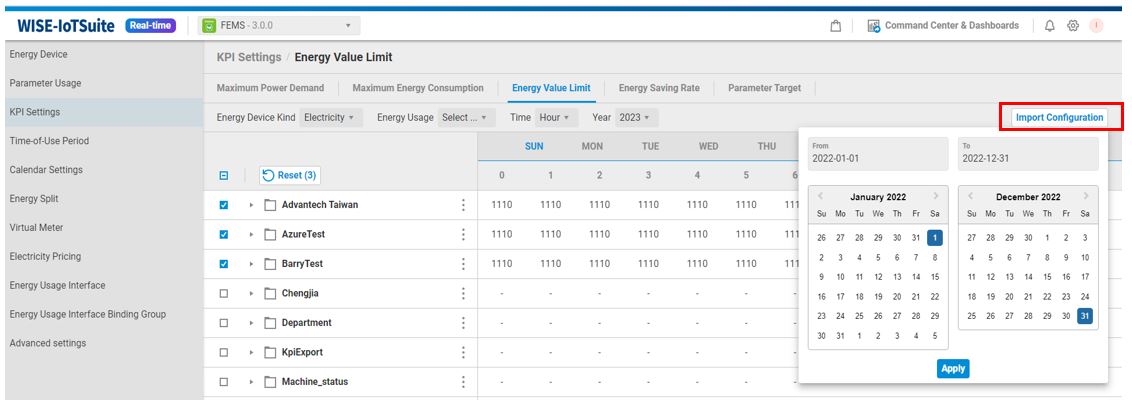 WISE-IoTSuite Real-time FEMS - 3.0.0 Command Center & Dashboards I
Energy Device
Parameter Usage
KPI Settings
Time-of-Use Period
Calendar Settings
Energy Split
Virtual Meter
Electricity Pricing
Energy Usage Interface
Energy Usage Interface Binding Group
Advanced settings
KPI Settings / Energy Value Limit
Maximum Power Demand Maximum Energy Consumption Energy Value Limit Energy Saving Rate Parameter Target
Energy Device Kind Electricity Energy Usage Select ... Time Hour Year 2023 Import Configuration
SUN MON TUE WED THU
Reset (3) 0 1 2 3 4 5 6
Advantech Taiwan 1110 1110 1110 1110 1110 1110 111
AzureTest 1110 1110 1110 1110 1110 1110 111
BarryTest 1110 1110 1110 1110 1110 1110 111
Chengjia - - - - - - -
Department - - - - - - -
KpiExport - - - - - - -
Machine_status - - - - - - -
From
2022-01-01
To
2022-12-31
January 2022
Su Mo Tu We Th Fr Sa
26 27 28 29 30 31 1
2 3 4 5 6 7 8
9 10 11 12 13 14 15
16 17 18 19 20 21 22
23 24 25 26 27 28 29
30 31 1 2 3 4 5
December 2022
Su Mo Tu We Th Fr Sa
27 28 29 30 1 2 3
4 5 6 7 8 9 10
11 12 13 14 15 16 17
18 19 20 21 22 23 24
25 26 27 28 29 30 31
Apply